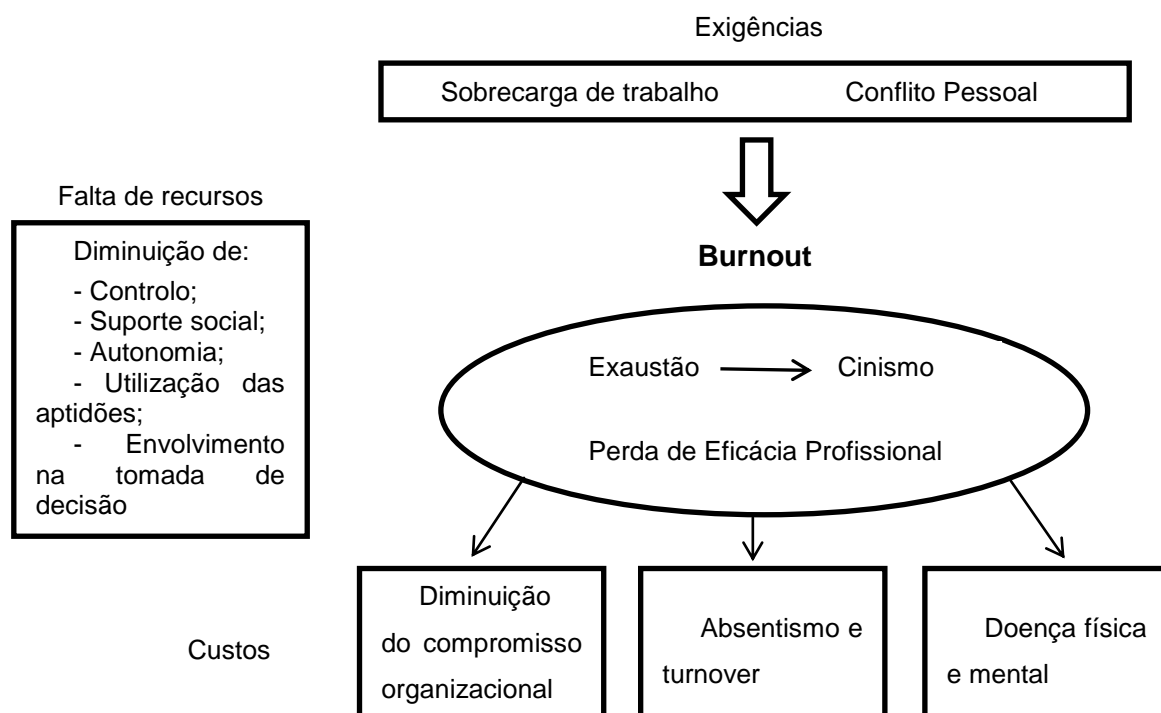 Exigências
Sobrecarga de trabalho Conflito Pessoal
Falta de recursos
Diminuição de:
- Controlo;
- Suporte social;
- Autonomia;
- Utilização das
aptidões;
- Envolvimento
na tomada de
decisão
Burnout
Exaustão Cinismo
Perda de Eficácia Profissional
Custos
Diminuição
do compromisso
organizacional
Absentismo e
turnover
Doença física
e mental